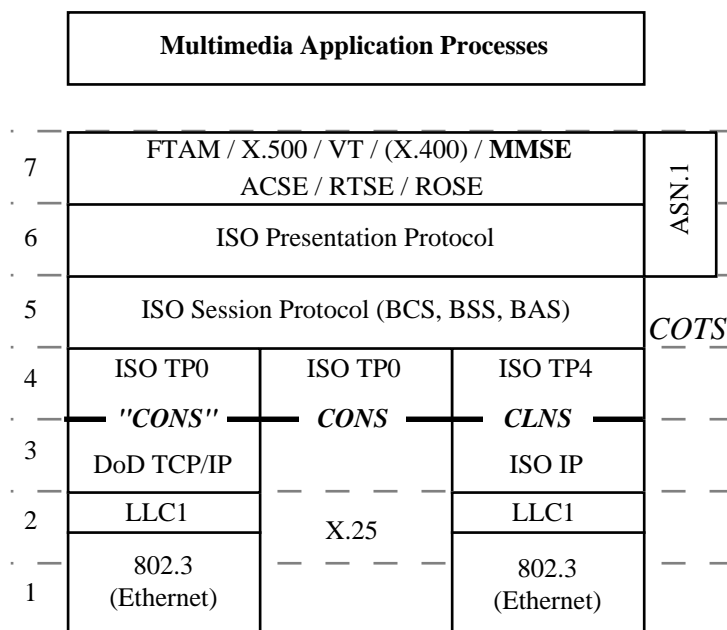 Multimedia Application Processes
7
FTAM / X.500 / VT / (X.400) / MMSE
ACSE / RTSE / ROSE
ASN.1
6
ISO Presentation Protocol
5
ISO Session Protocol (BCS, BSS, BAS)
COTS
4
ISO TP0
ISO TP0
ISO TP4
"CONS"
CONS
CLNS
3
DoD TCP/IP
ISO IP
2
LLC1
X.25
LLC1
1
802.3
(Ethernet)
802.3
(Ethernet)